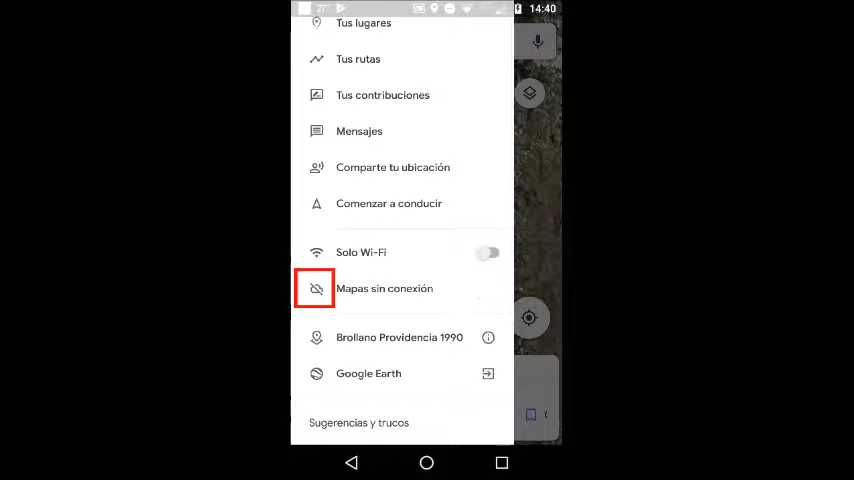 14:40
Tus lugares
Tus rutas
Tus contribuciones
Mensajes
Comparte tu ubicación
Comenzar a conducir
Solo Wi-Fi
Mapas sin conexión
Brollano Providencia 1990
Google Earth
Sugerencias y trucos